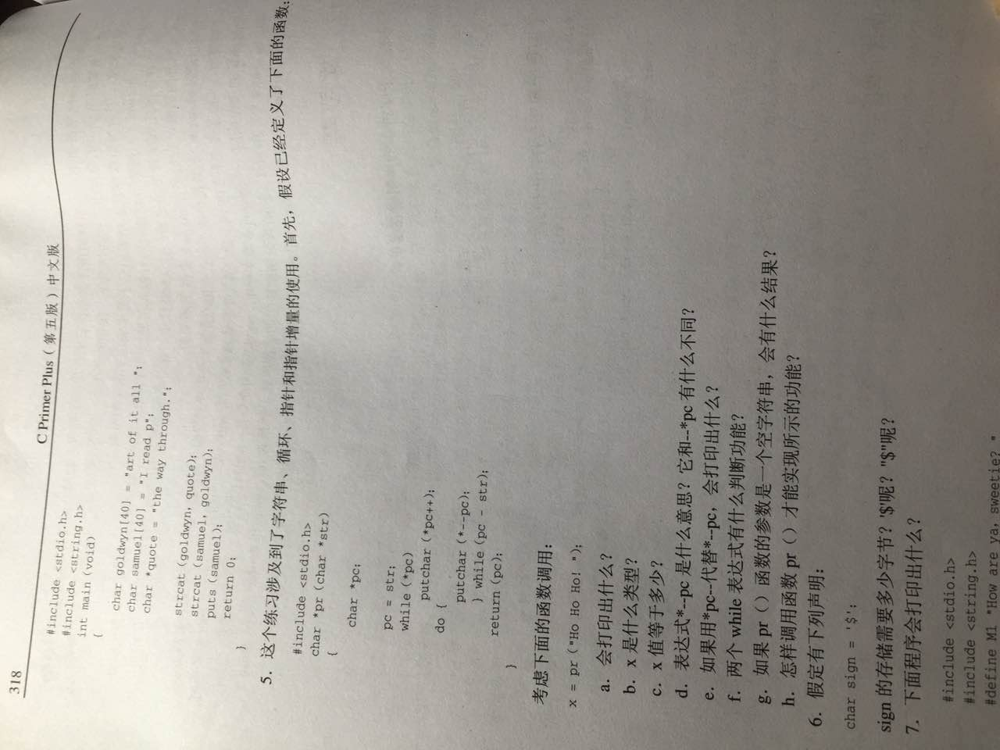 318
C Primer Plus（第五版）中文版
#include <stdio.h>
#include <string.h>
int main (void)
{
char goldwyn[40] = "art of it all ";
char samuel[40] = "I read p";
char *quote = "the way through.";
strcat (goldwyn, quote);
strcat (samuel, goldwyn);
puts (samuel);
return 0;
}
5. 这个练习涉及到了字符串、循环、指针和指针增量的使用。首先，假设已经定义了下面的函数：
#include <stdio.h>
char *pr (char *str)
{
char *pc;
pc = str;
while (*pc)
putchar (*pc++);
do {
putchar (*--pc);
} while (pc - str);
return (pc);
}
考虑下面的函数调用：
x = pr ("Ho Ho Ho! ");
a. 会打印出什么？
b. x 是什么类型？
c. x 值等于多少？
d. 表达式*--pc 是什么意思？它和--*pc 有什么不同？
e. 如果用*pc--代替*--pc，会打印出什么？
f. 两个 while 表达式有什么判断功能？
g. 如果 pr（）函数的参数是一个空字符串，会有什么结果？
h. 怎样调用函数 pr（）才能实现所示的功能？
6. 假定有下列声明：
char sign = '$';
sign 的存储需要多少字节？'$'呢？"$"呢？
7. 下面程序会打印出什么？
#include <stdio.h>
#include <string.h>
#define M1 "How are ya, sweetie? "